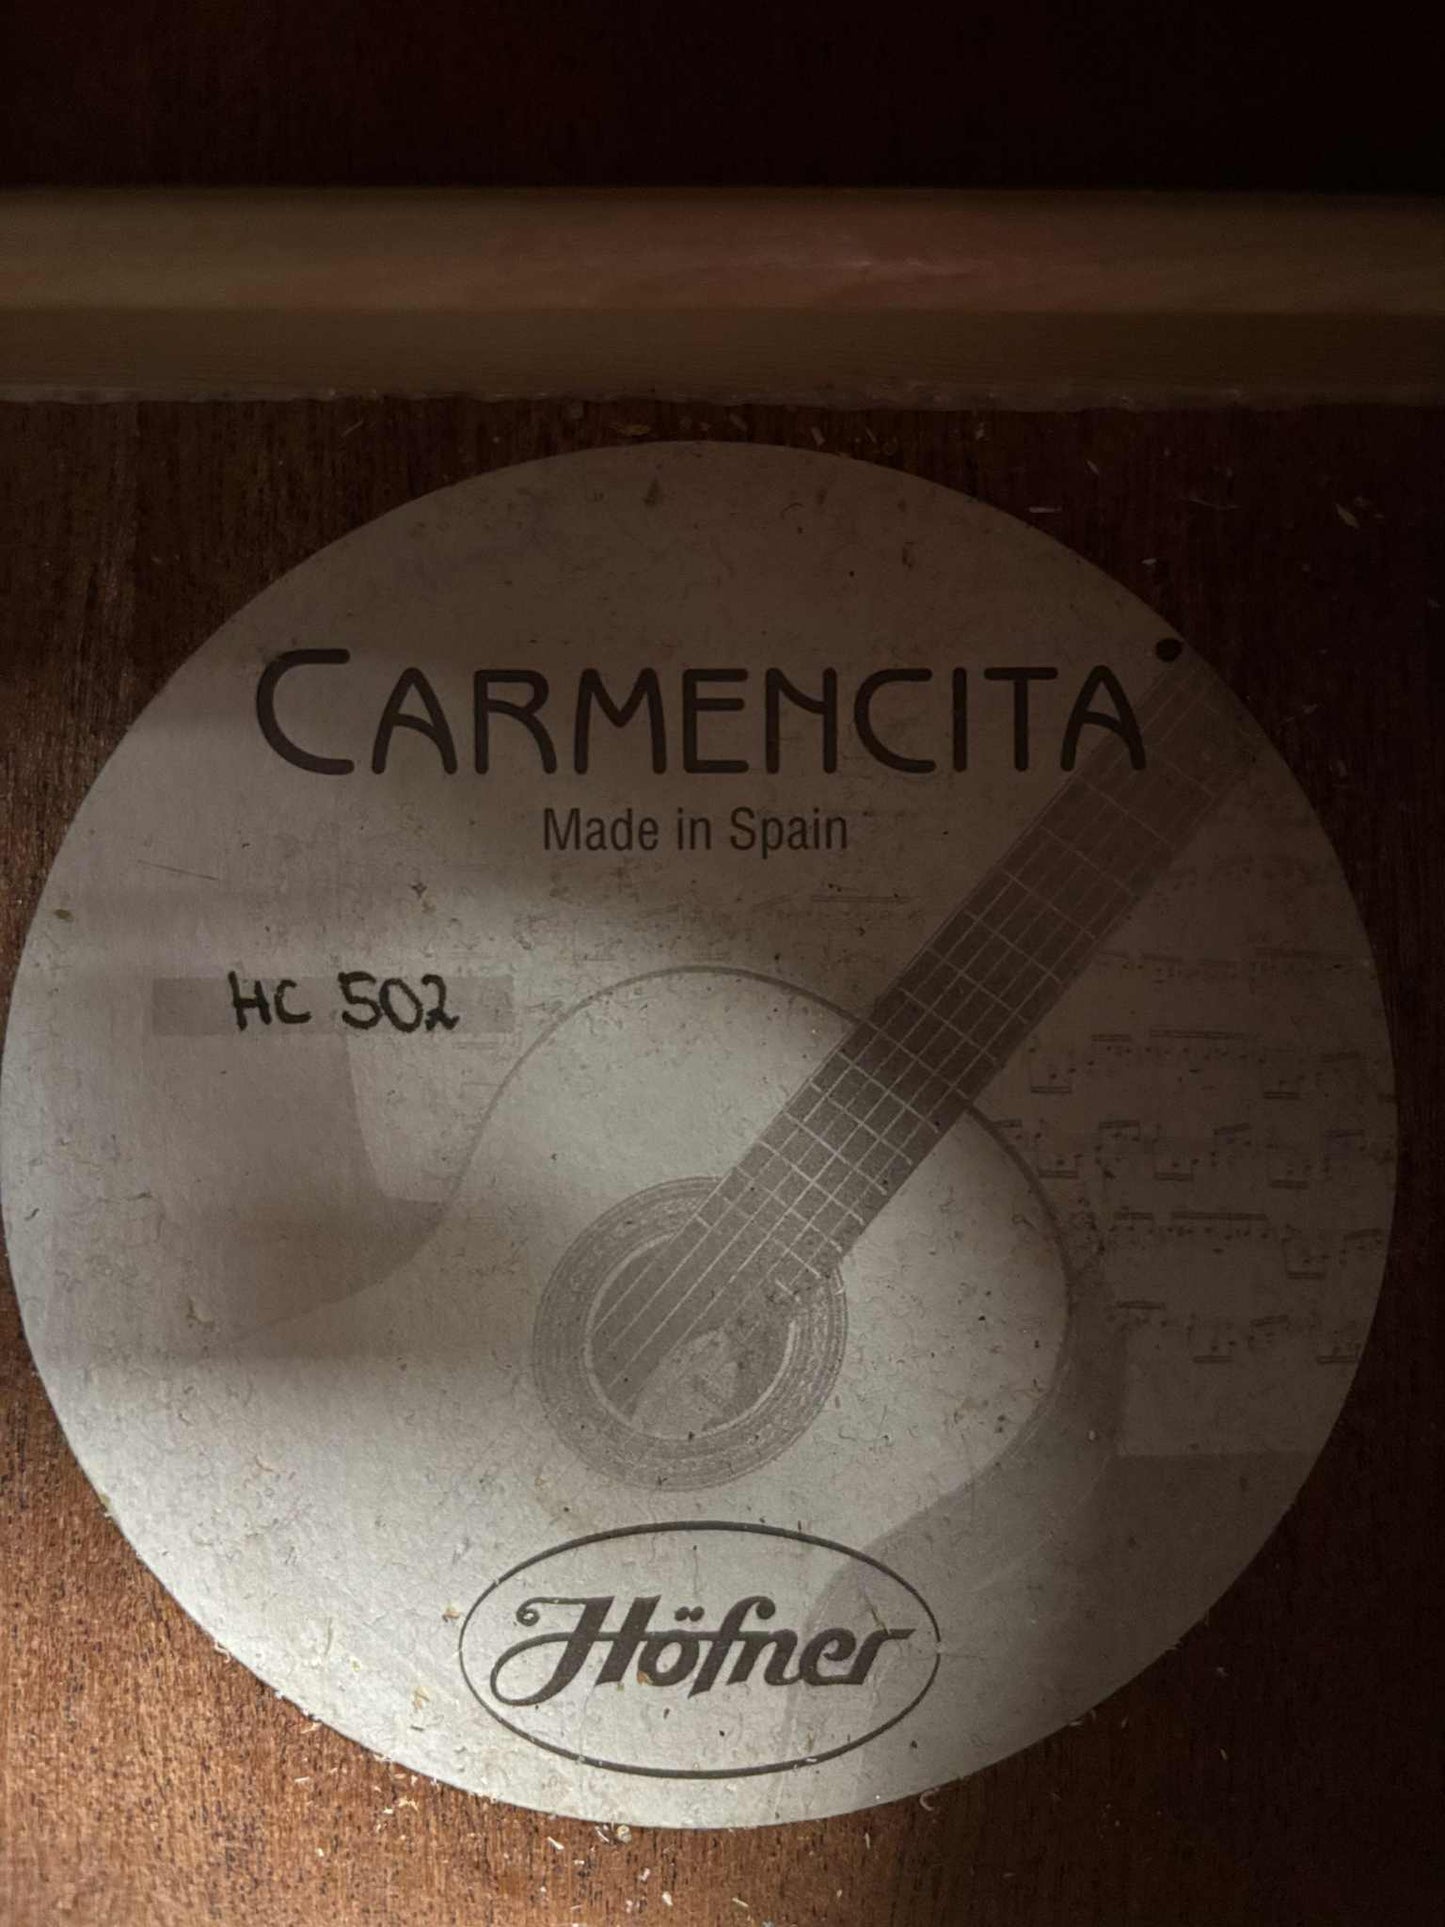 CARMENCITA
Made in Spain
HC 502
Höfner